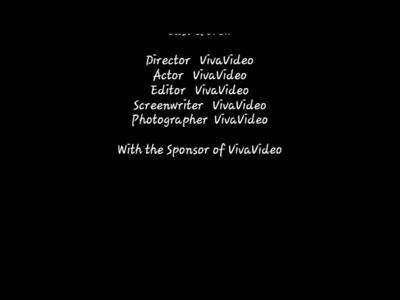 Director VivaVideo
Actor VivaVideo
Editor VivaVideo
Screenwriter VivaVideo
Photographer VivaVideo
With the Sponsor of VivaVideo